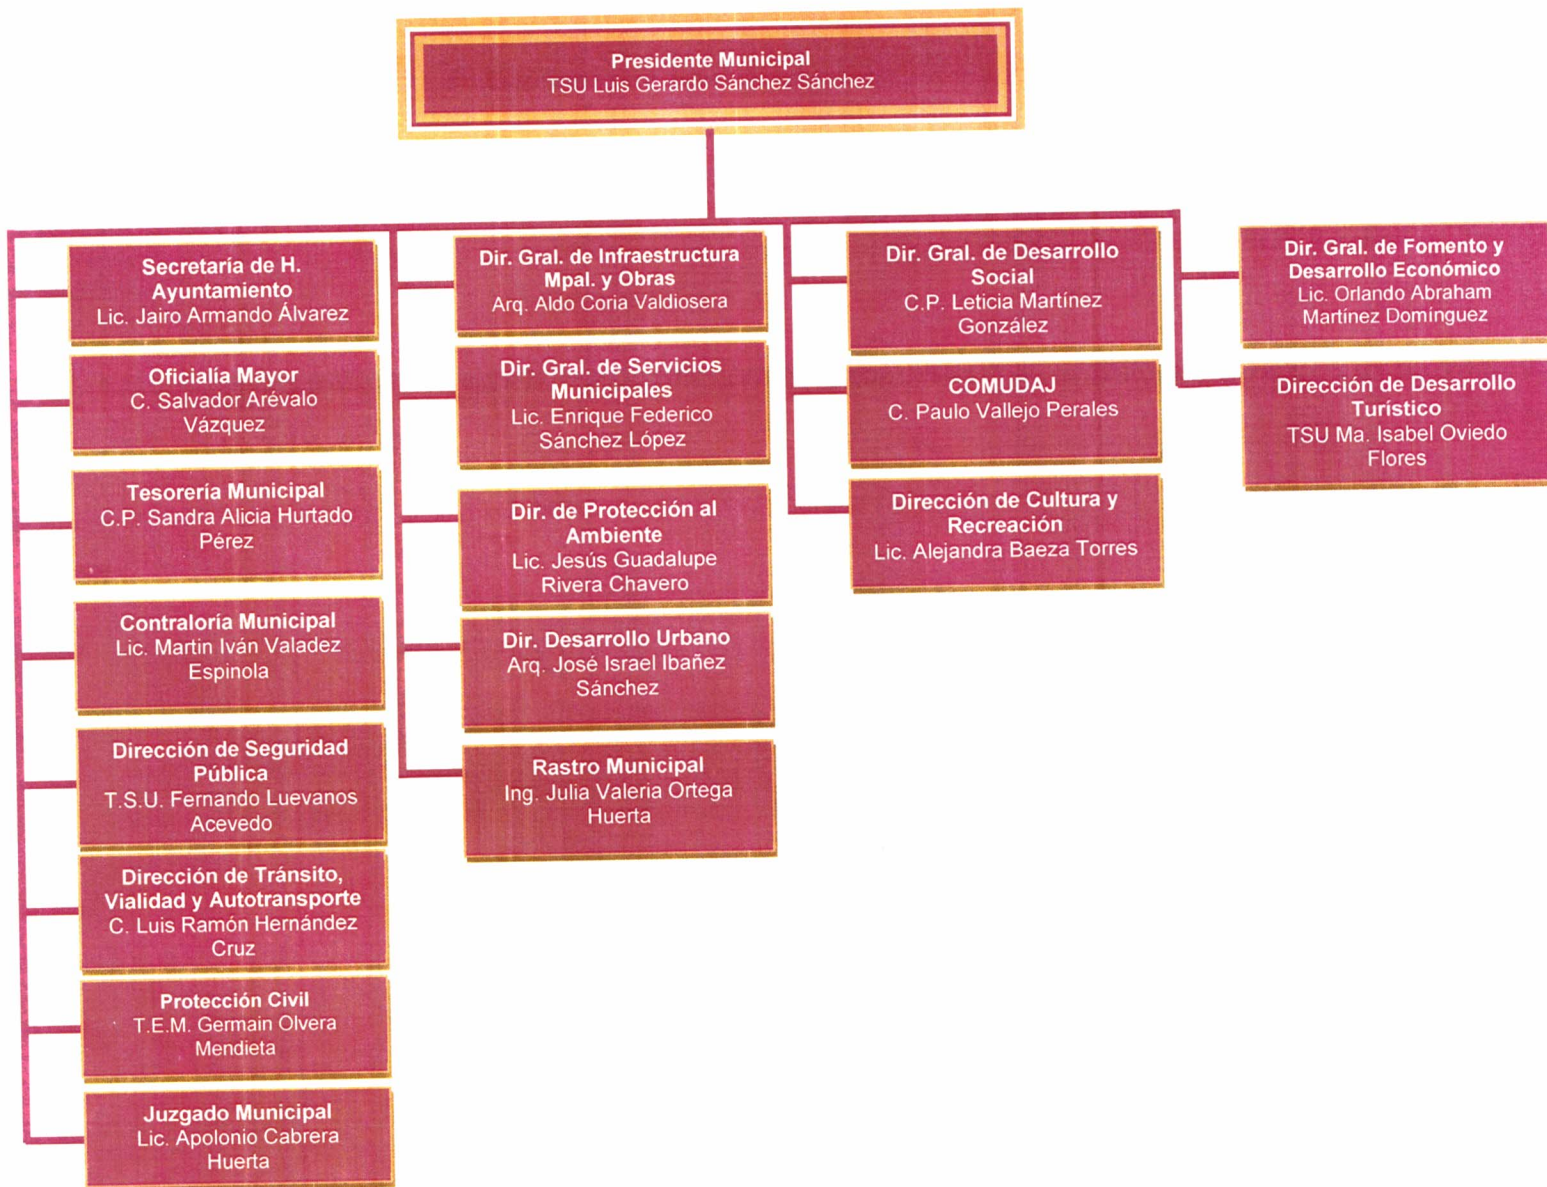 Presidente Municipal
TSU Luis Gerardo Sánchez Sánchez
Secretaría de H.
Ayuntamiento
Lic. Jairo Armando Álvarez
Oficialía Mayor
C. Salvador Arévalo
Vázquez
Tesorería Municipal
C.P. Sandra Alicia Hurtado
Pérez
Contraloría Municipal
Lic. Martin Iván Valadez
Espinola
Dirección de Seguridad
Pública
T.S.U. Fernando Luevanos
Acevedo
Dirección de Tránsito,
Vialidad y Autotransporte
C. Luis Ramón Hernández
Cruz
Protección Civil
T.E.M. Germain Olvera
Mendieta
Juzgado Municipal
Lic. Apolonio Cabrera
Huerta
Dir. Gral. de Infraestructura
Mpal. y Obras
Arq. Aldo Coria Valdiosera
Dir. Gral. de Servicios
Municipales
Lic. Enrique Federico
Sánchez López
Dir. de Protección al
Ambiente
Lic. Jesús Guadalupe
Rivera Chavero
Dir. Desarrollo Urbano
Arq. José Israel Ibañez
Sánchez
Rastro Municipal
Ing. Julia Valeria Ortega
Huerta
Dir. Gral. de Desarrollo
Social
C.P. Leticia Martínez
González
COMUDAJ
C. Paulo Vallejo Perales
Dirección de Cultura y
Recreación
Lic. Alejandra Baeza Torres
Dir. Gral. de Fomento y
Desarrollo Económico
Lic. Orlando Abraham
Martínez Domínguez
Dirección de Desarrollo
Turístico
TSU Ma. Isabel Oviedo
Flores